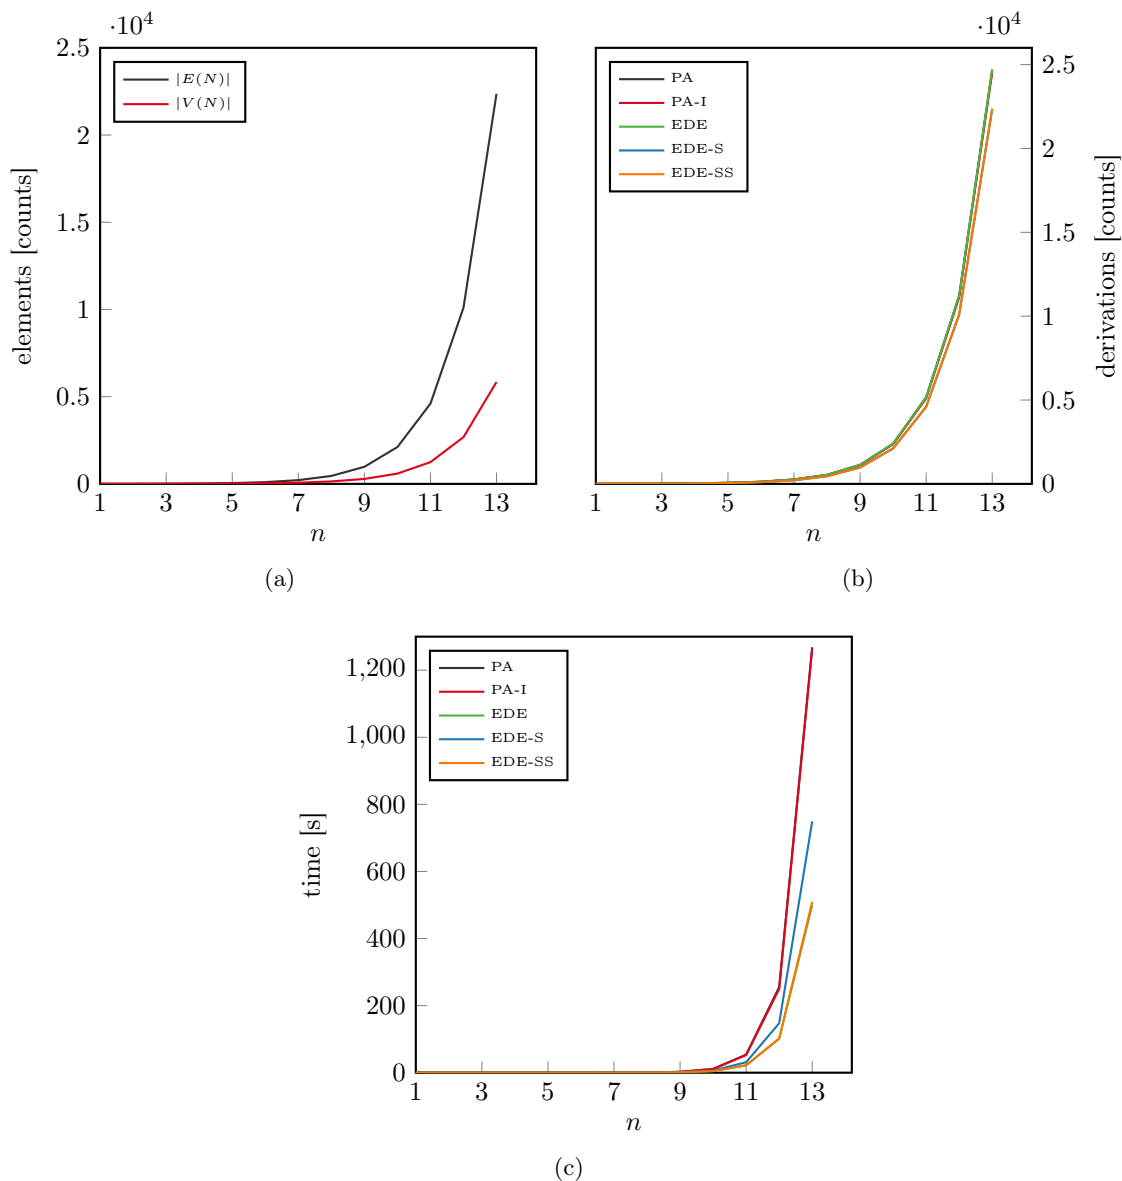 ·10^4
2.5
2
1.5
1
0.5
0
elements [counts]
|E(N)|
|V(N)|
1 3 5 7 9 11 13
n
(a)
·10^4
PA
PA-I
EDE
EDE-S
EDE-SS
2.5
2
1.5
1
0.5
0
derivations [counts]
1 3 5 7 9 11 13
n
(b)
1,200
1,000
800
600
400
200
0
time [s]
PA
PA-I
EDE
EDE-S
EDE-SS
1 3 5 7 9 11 13
n
(c)